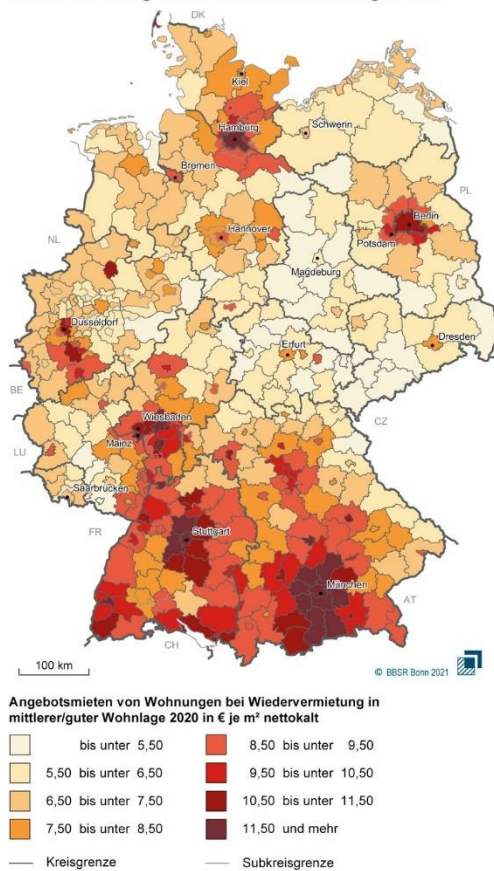 DK
Kiel
Schwerin
Hamburg
Bremen
PL
Berlin
NL
Hannover
Potsdam
Magdeburg
Düsseldorf
Erfurt
Dresden
BE
Wiesbaden
CZ
LU
Mainz
Saarbrücken
FR
Stuttgart
München
AT
CH
100 km
© BBSR Bonn 2021
Angebotsmieten von Wohnungen bei Wiedervermietung in
mittlerer/guter Wohnlage 2020 in € je m² nettokalt
bis unter 5,50
5,50 bis unter 6,50
6,50 bis unter 7,50
7,50 bis unter 8,50
8,50 bis unter 9,50
9,50 bis unter 10,50
10,50 bis unter 11,50
11,50 und mehr
Kreisgrenze
Subkreisgrenze